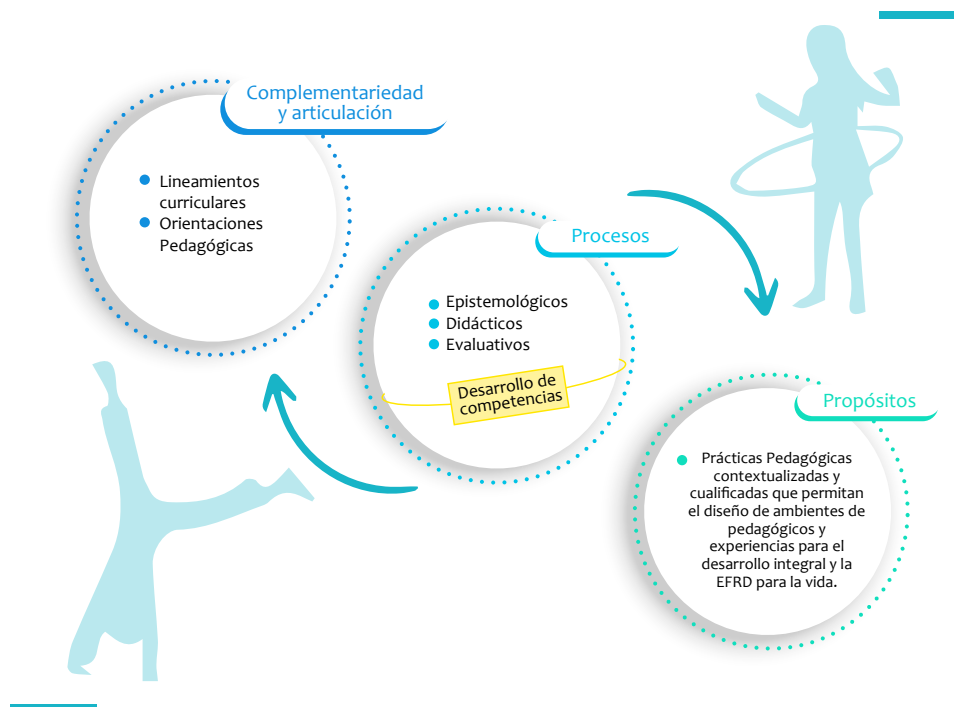 Complementariedad
y articulación
Lineamientos
curriculares
Orientaciones
Pedagógicas
Procesos
Epistemológicos
Didácticos
Evaluativos
Desarrollo de
competencias
Propósitos
Prácticas Pedagógicas
contextualizadas y
cualificadas que permitan
el diseño de ambientes de
pedagógicos y
experiencias para el
desarrollo integral y la
EFRD para la vida.